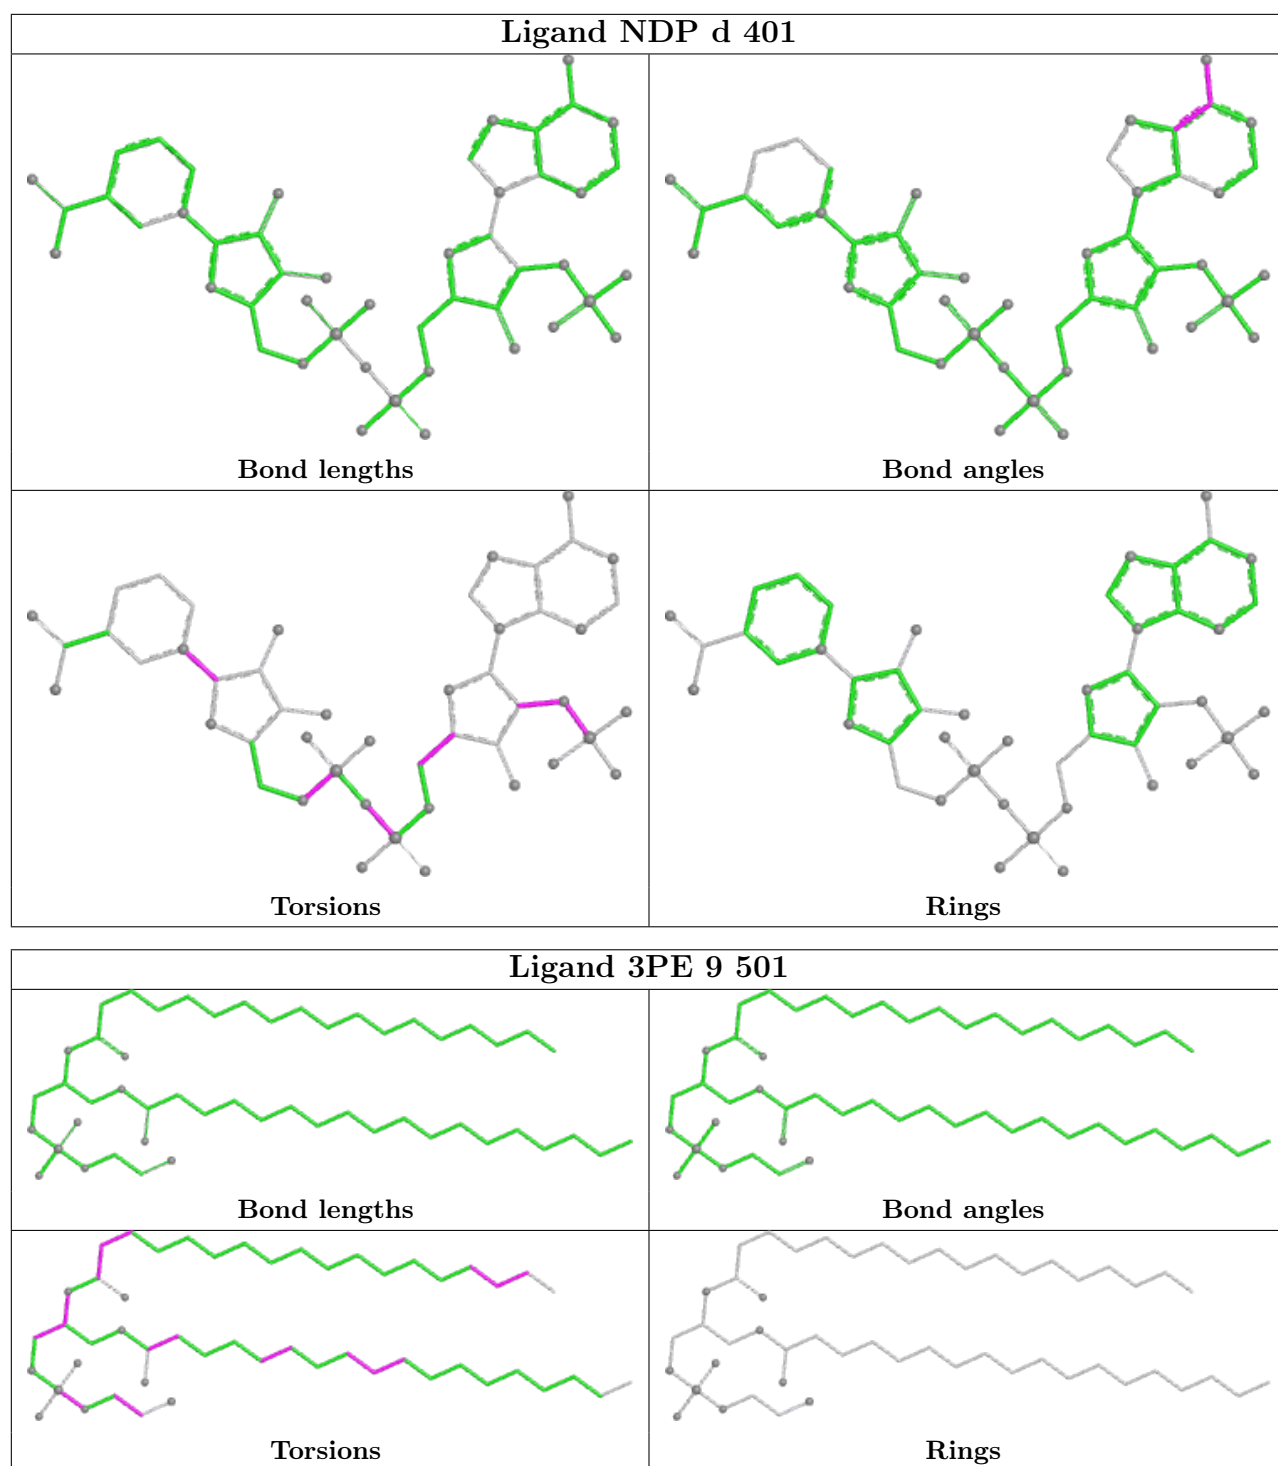 Ligand NDP d 401
Bond lengths
Bond angles
Torsions
Rings
Ligand 3PE 9 501
Bond lengths
Bond angles
Torsions
Rings